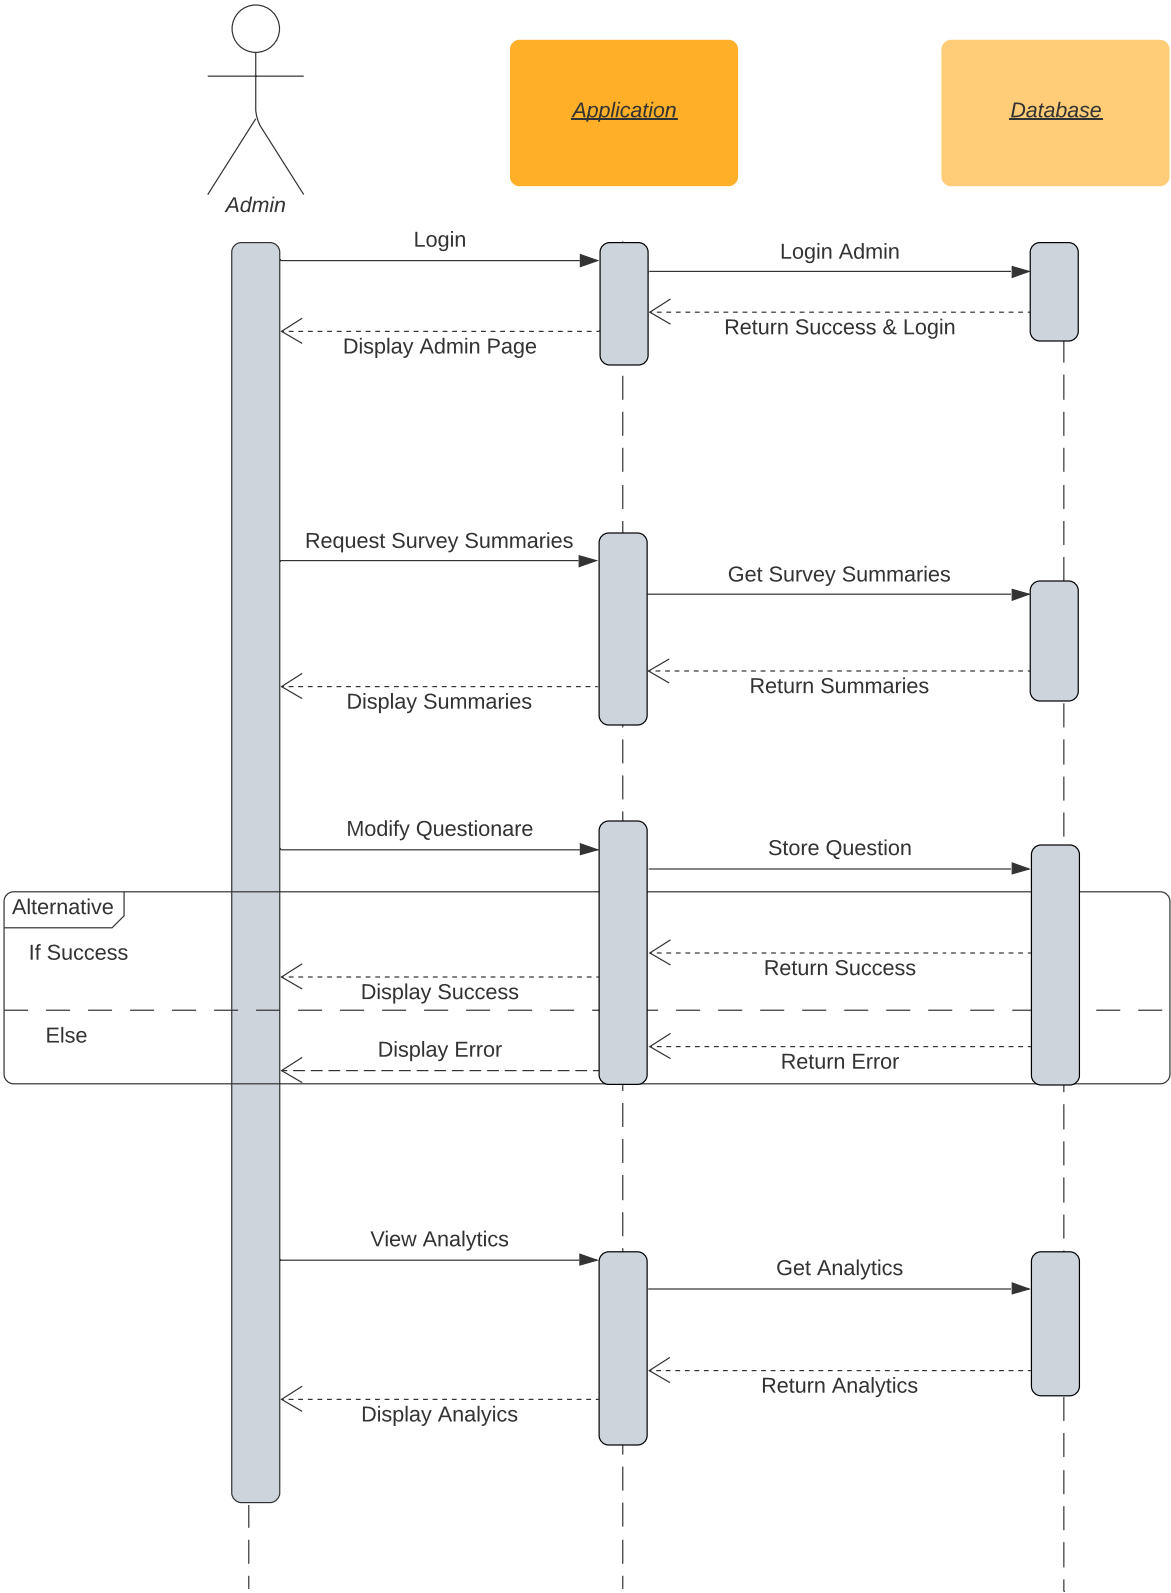 Application
Database
Admin
Login
Login Admin
Return Success & Login
Display Admin Page
Request Survey Summaries
Get Survey Summaries
Return Summaries
Display Summaries
Modify Questionare
Store Question
Alternative
If Success
Return Success
Display Success
Else
Display Error
Return Error
View Analytics
Get Analytics
Return Analytics
Display Analyics